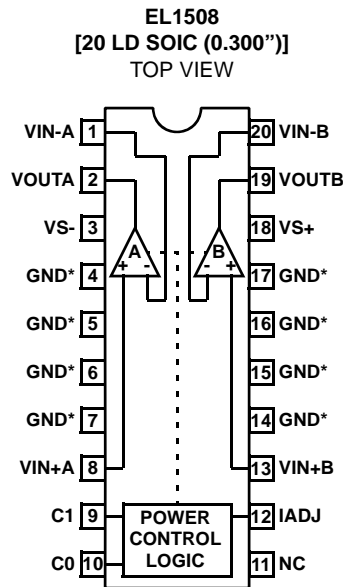 EL1508
[20 LD SOIC (0.300”)]
TOP VIEW
VIN-A 1 20 VIN-B
VOUTA 2 19 VOUTB
VS- 3 18 VS+
A B
+ - - +
GND* 4 17 GND*
GND* 5 16 GND*
GND* 6 15 GND*
GND* 7 14 GND*
VIN+A 8 13 VIN+B
C1 9 POWER 12 IADJ
CONTROL
C0 10 LOGIC 11 NC